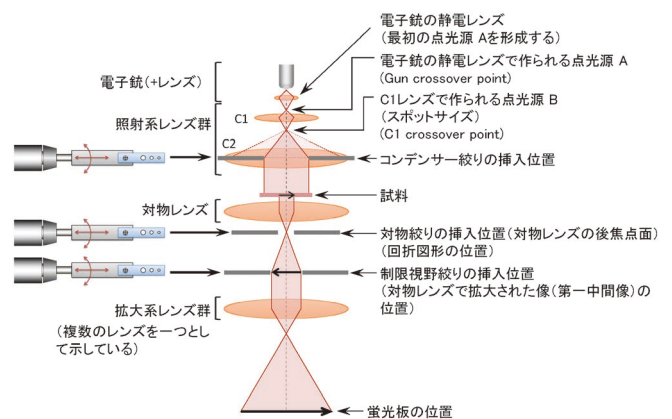 電子銃の静電レンズ
(最初の点光源 Aを形成する)
電子銃の静電レンズで作られる点光源 A
(Gun crossover point)
電子銃(+レンズ)
C1レンズで作られる点光源 B
(スポットサイズ)
(C1 crossover point)
照射系レンズ群
C1
C2
コンデンサー絞りの挿入位置
試料
対物レンズ
対物絞りの挿入位置(対物レンズの後焦点面)
(回折図形の位置)
制限視野絞りの挿入位置
(対物レンズで拡大された像(第一中間像)の
位置)
拡大系レンズ群
(複数のレンズを一つとし
て示している)
蛍光板の位置